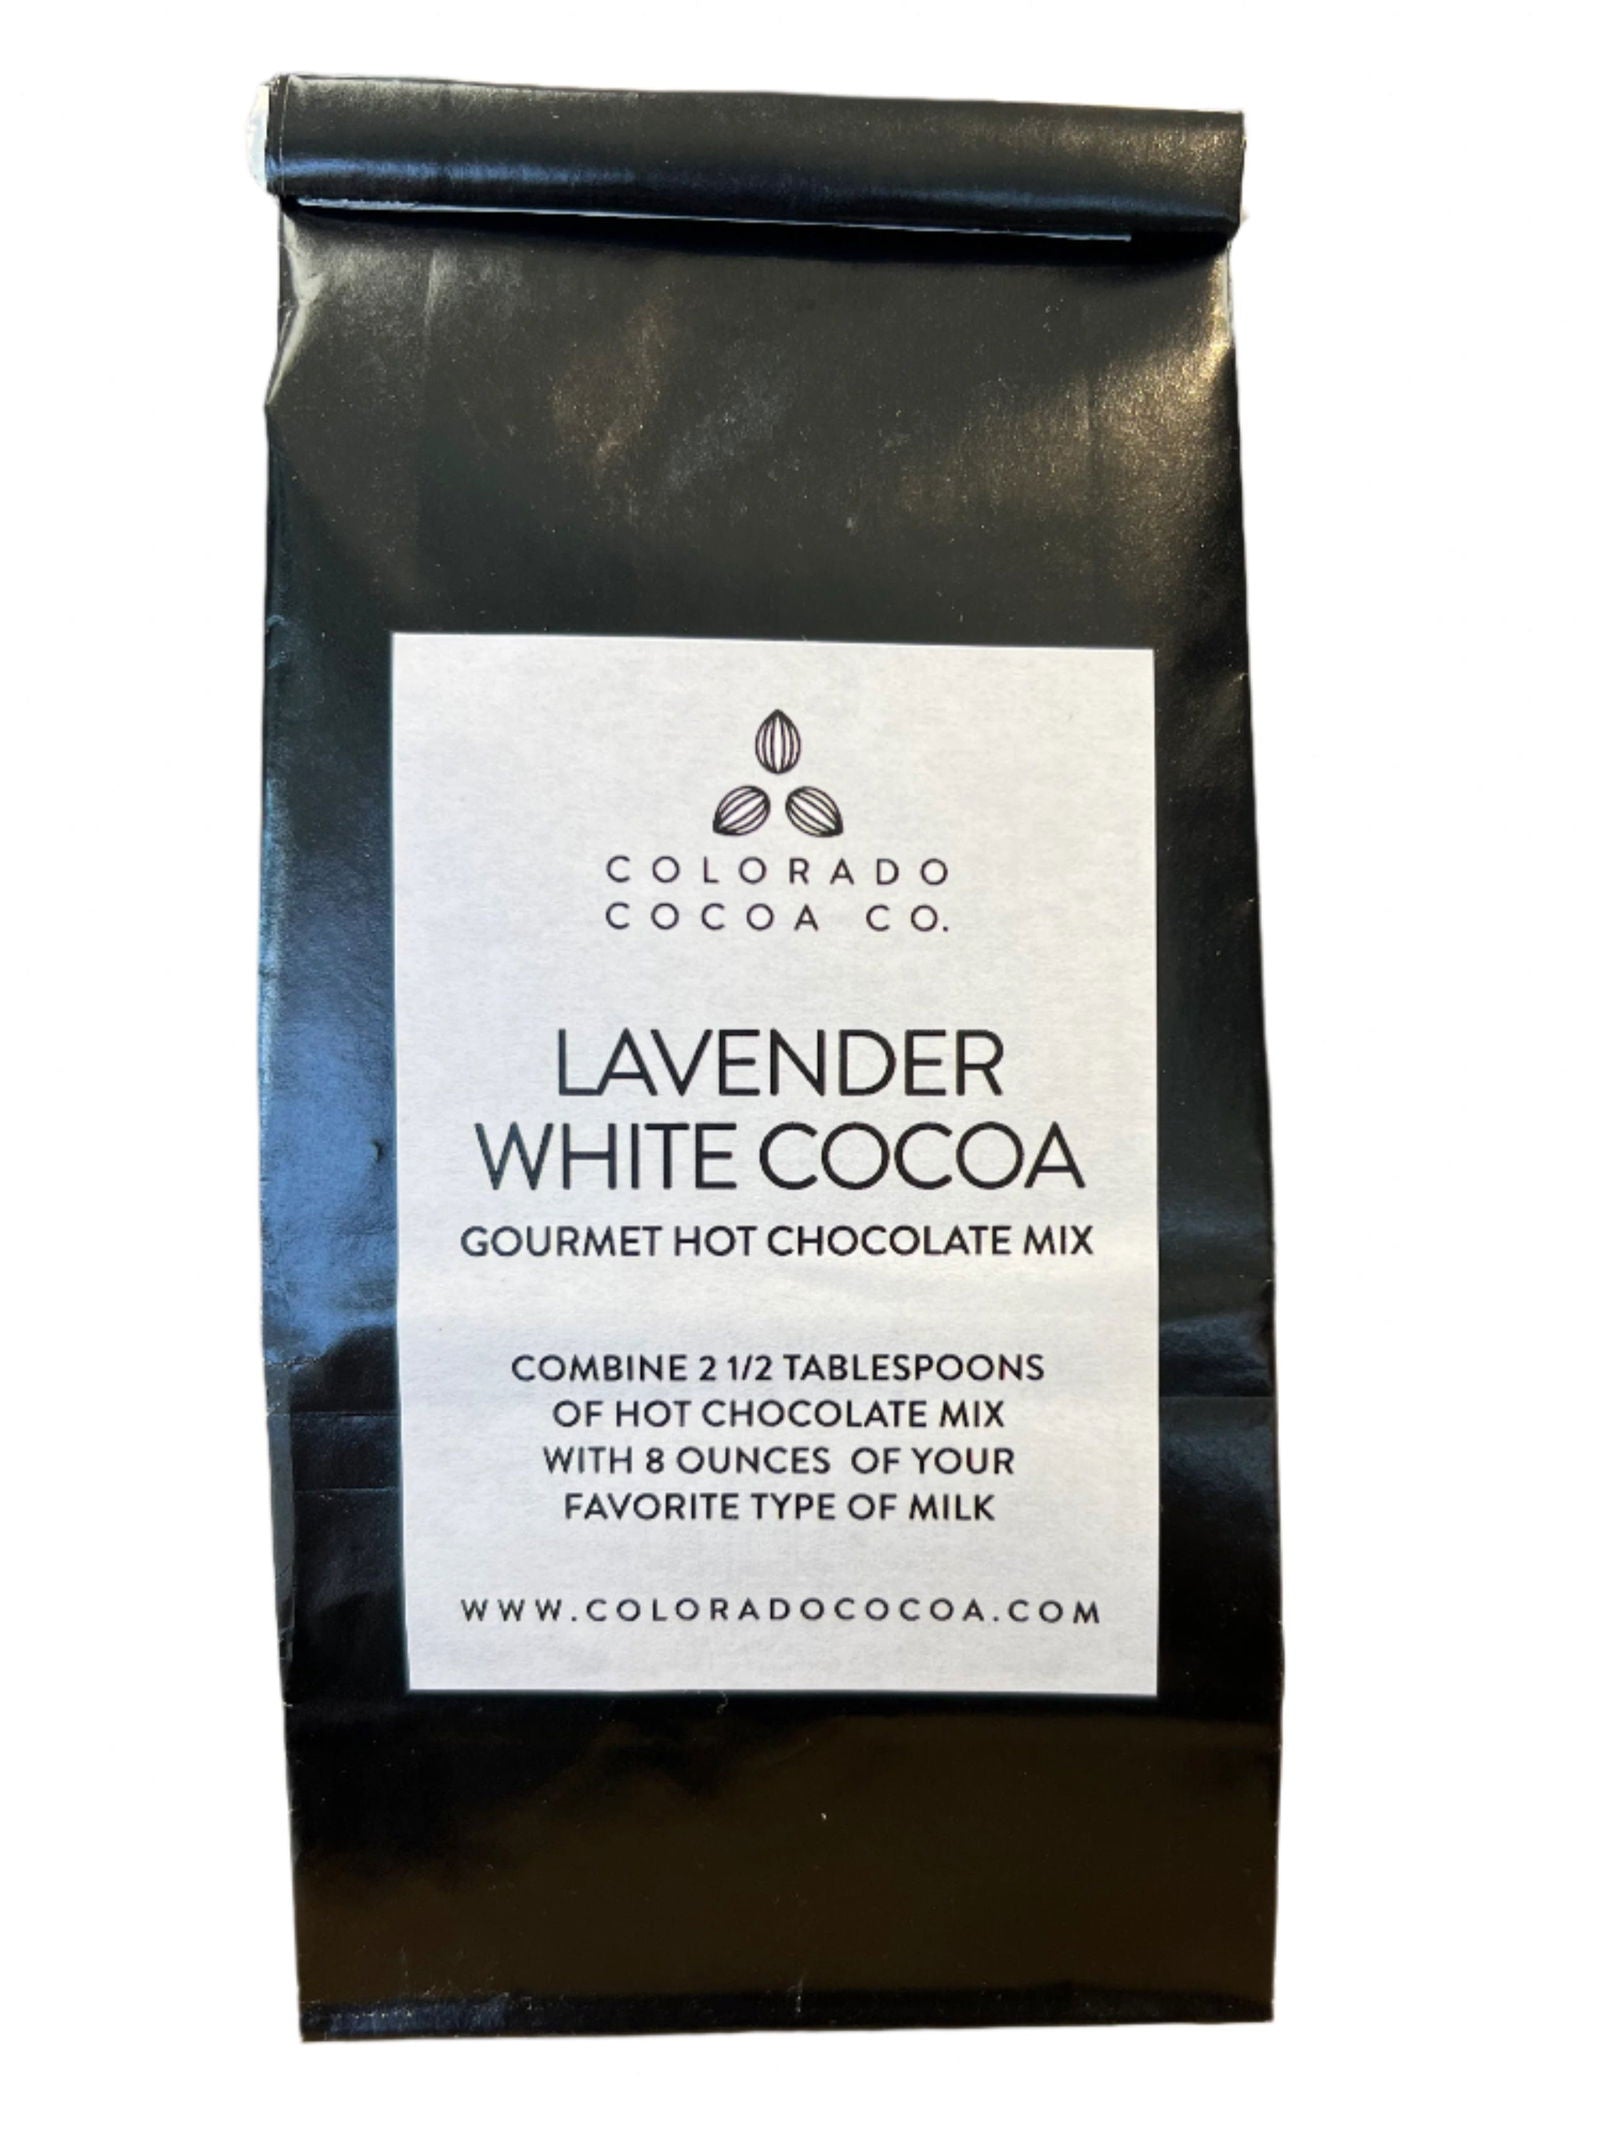 COLORADO
COCOA CO.
LAVENDER
WHITE COCOA
GOURMET HOT CHOCOLATE MIX
COMBINE 2 1/2 TABLESPOONS
OF HOT CHOCOLATE MIX
WITH 8 OUNCES OF YOUR
FAVORITE TYPE OF MILK
WWW.COLORADOCOCOA.COM